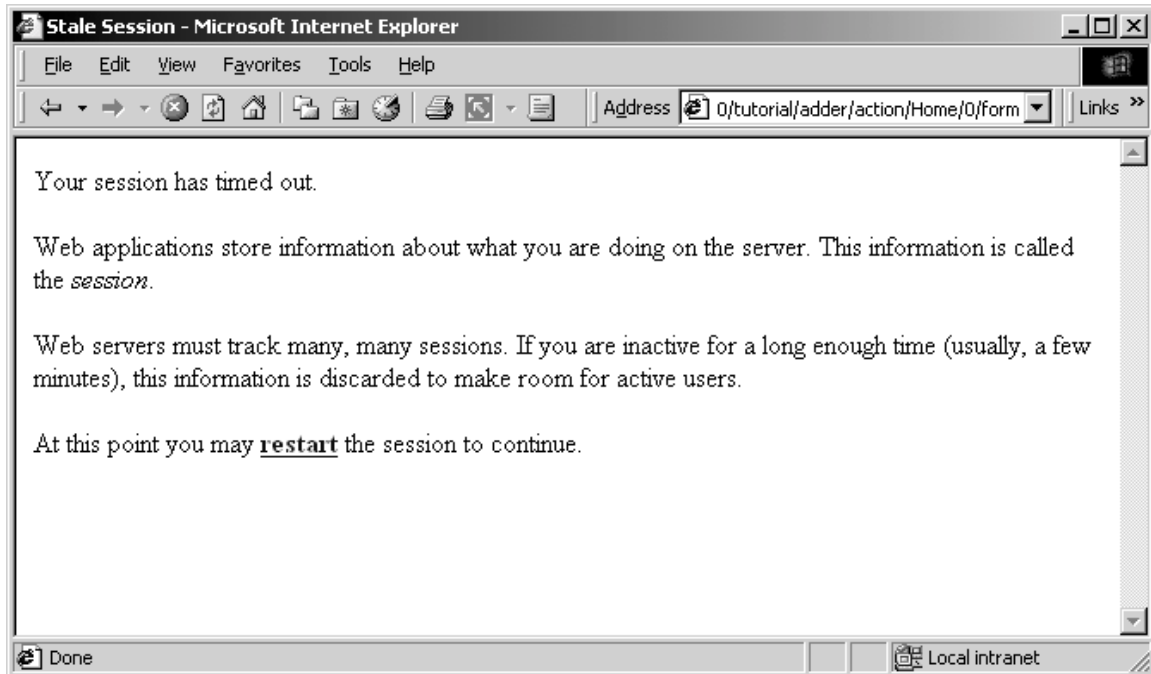 Stale Session - Microsoft Internet Explorer
File Edit View Favorites Tools Help
Address 0/tutorial/adder/action/Home/0/form Links »
Your session has timed out.
Web applications store information about what you are doing on the server. This information is called
the session.
Web servers must track many, many sessions. If you are inactive for a long enough time (usually, a few
minutes), this information is discarded to make room for active users.
At this point you may restart the session to continue.
Done Local intranet